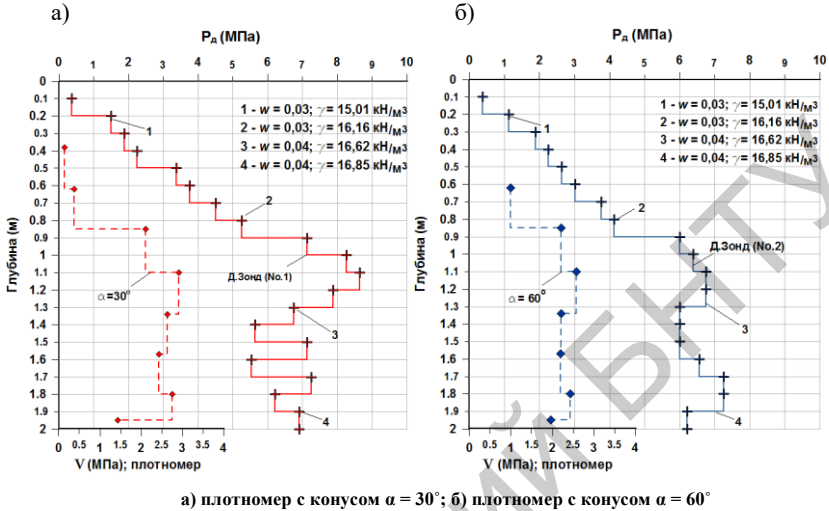 а)
б)
Pд (МПа)
0 1 2 3 4 5 6 7 8 9 10
0
0.1
0.2
0.3
0.4
0.5
0.6
0.7
0.8
0.9
1
1.1
1.2
1.3
1.4
1.5
1.6
1.7
1.8
1.9
2
Глубина (м)
1 - w = 0,03; γ = 15,01 кН/м3
2 - w = 0,03; γ = 16,16 кН/м3
3 - w = 0,04; γ = 16,62 кН/м3
4 - w = 0,04; γ = 16,85 кН/м3
1
2
Д.Зонд (No.1)
α=30°
3
4
0 0.5 1 1.5 2 2.5 3 3.5 4
V (МПа); плотномер
Pд (МПа)
0 1 2 3 4 5 6 7 8 9 10
0
0.1
0.2
0.3
0.4
0.5
0.6
0.7
0.8
0.9
1
1.1
1.2
1.3
1.4
1.5
1.6
1.7
1.8
1.9
2
Глубина (м)
1 - w = 0,03; γ = 15,01 кН/м3
2 - w = 0,03; γ = 16,16 кН/м3
3 - w = 0,04; γ = 16,62 кН/м3
4 - w = 0,04; γ = 16,85 кН/м3
1
2
Д.Зонд (No.2)
α= 60°
3
4
0 0.5 1 1.5 2 2.5 3 3.5 4
V (МПа); плотномер
а) плотномер с конусом α = 30˚; б) плотномер с конусом α = 60˚
ИЙ БНТУ